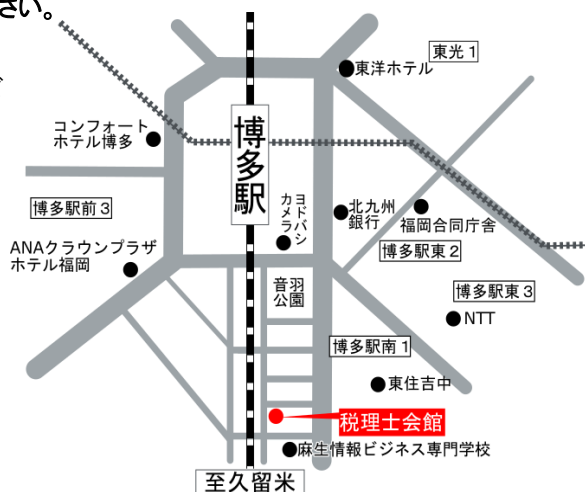 さい。
東光1
東洋ホテル
コンフォート
ホテル博多
博多駅
博多駅前3
ヨドバシ
カメラ
北九州
銀行
福岡合同庁舎
博多駅東2
ANAクラウンプラザ
ホテル福岡
音羽
公園
博多駅東3
NTT
博多駅南1
東住吉中
税理士会館
麻生情報ビジネス専門学校
至久留米